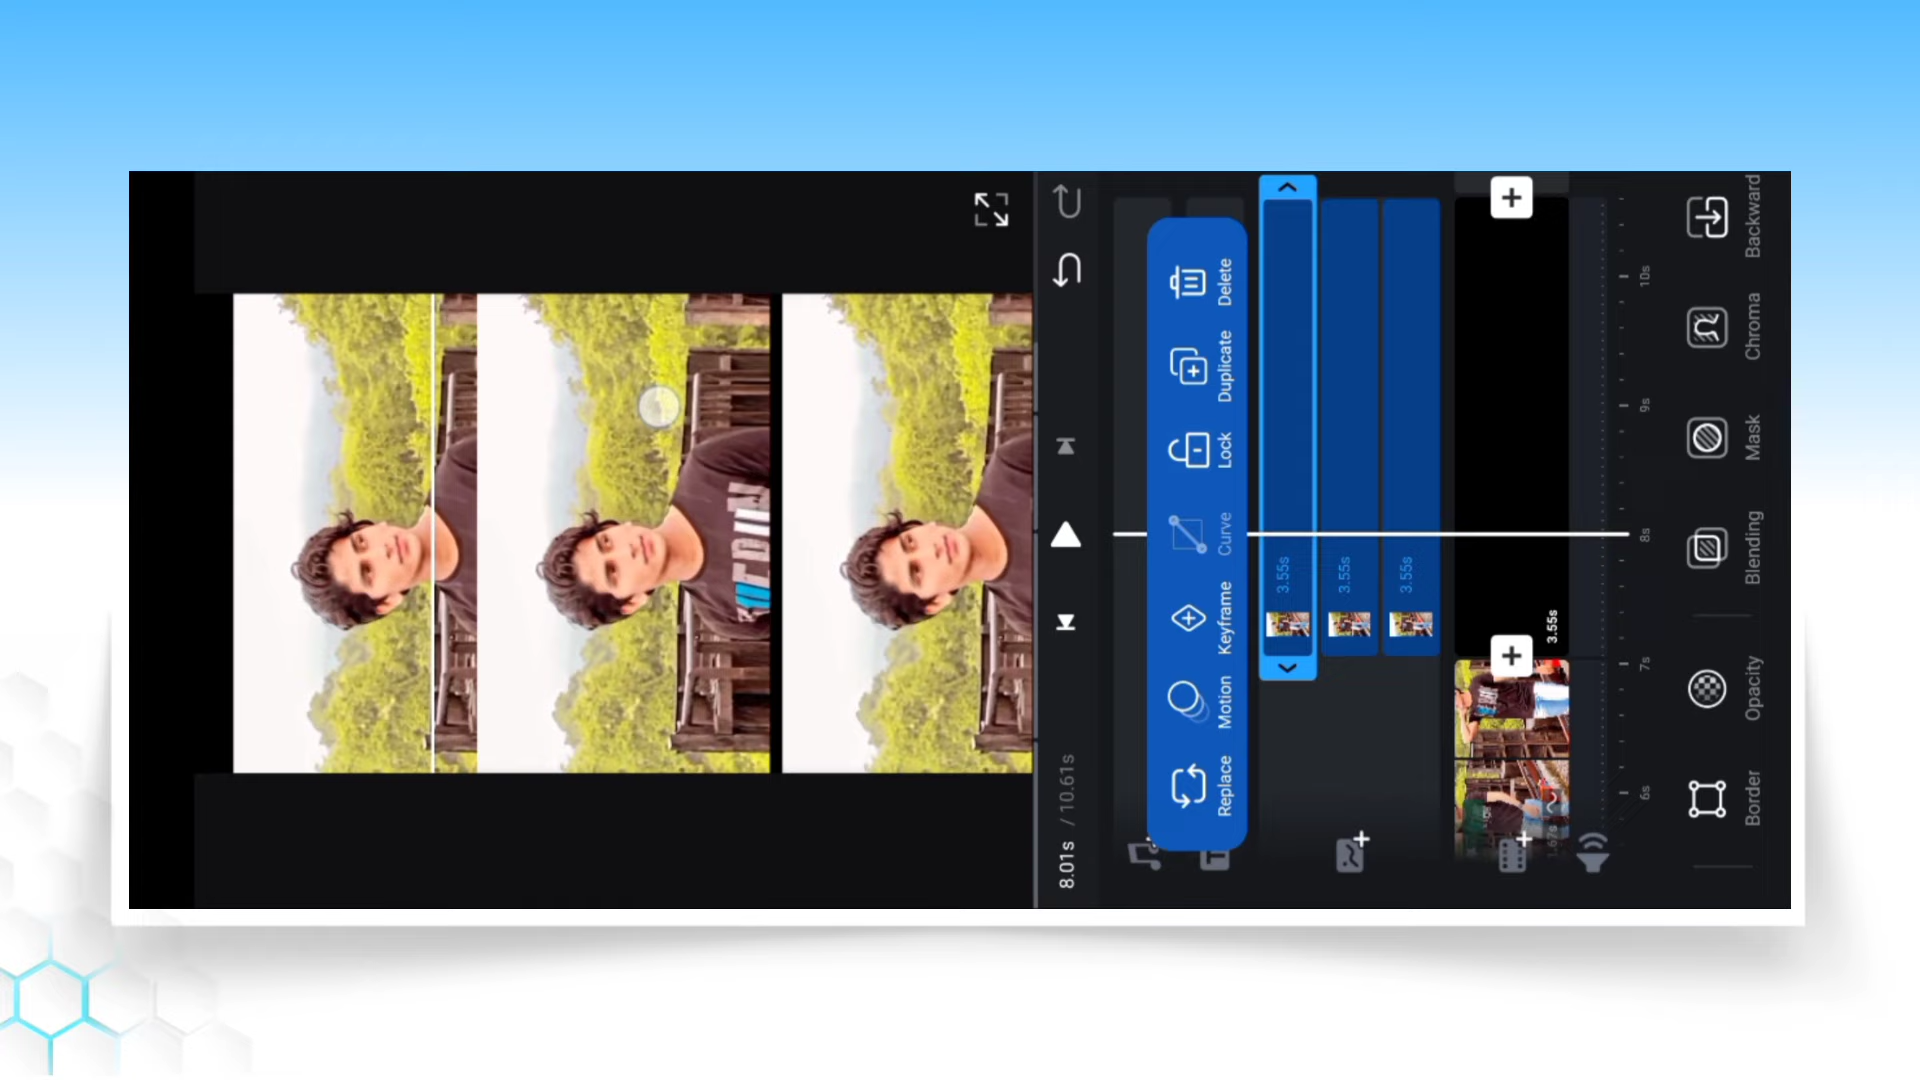 8.01s / 10.61s
Replace
Motion
Keyframe
Curve
Lock
Duplicate
Delete
3.55s
3.55s
3.55s
3.55s
6s
7s
8s
9s
10s
Border
Opacity
Blending
Mask
Chroma
Backward